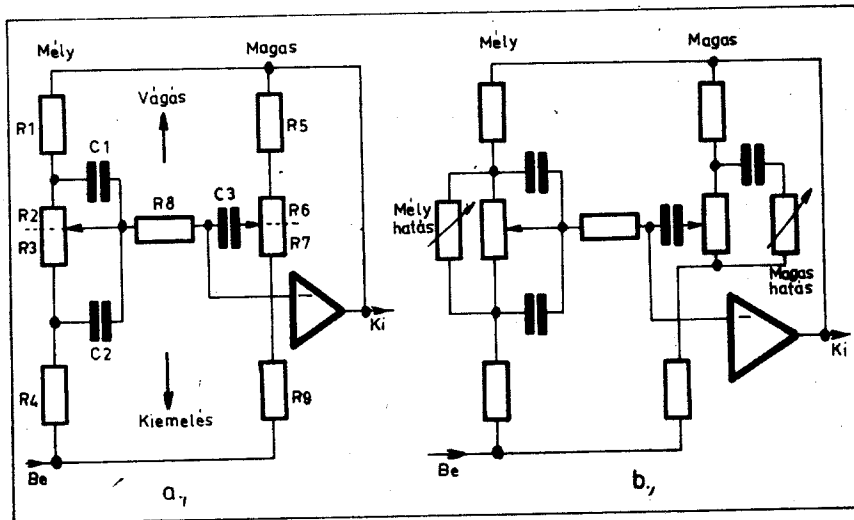 Mély
Magas
Vágás
R1
R5
C1
R8
C3
R2
R3
R6
R7
C2
Ki
R4
R9
Kiemelés
Be
a.,
Mély
Magas
Mély
hatás
Magas
hatás
Ki
Be
b.,